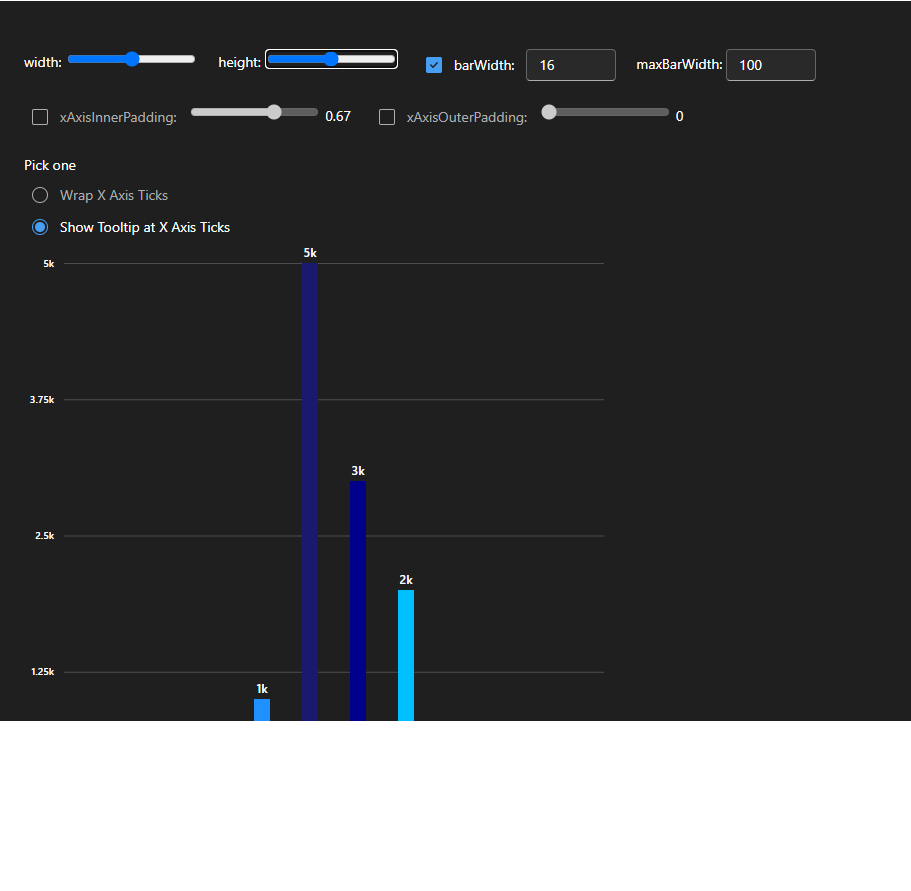 width: height: barWidth: 16 maxBarWidth: 100
xAxisInnerPadding: 0.67 xAxisOuterPadding: 0
Pick one
Wrap X Axis Ticks
Show Tooltip at X Axis Ticks
5k
5k
3.75k
3k
2.5k
2k
1.25k
1k